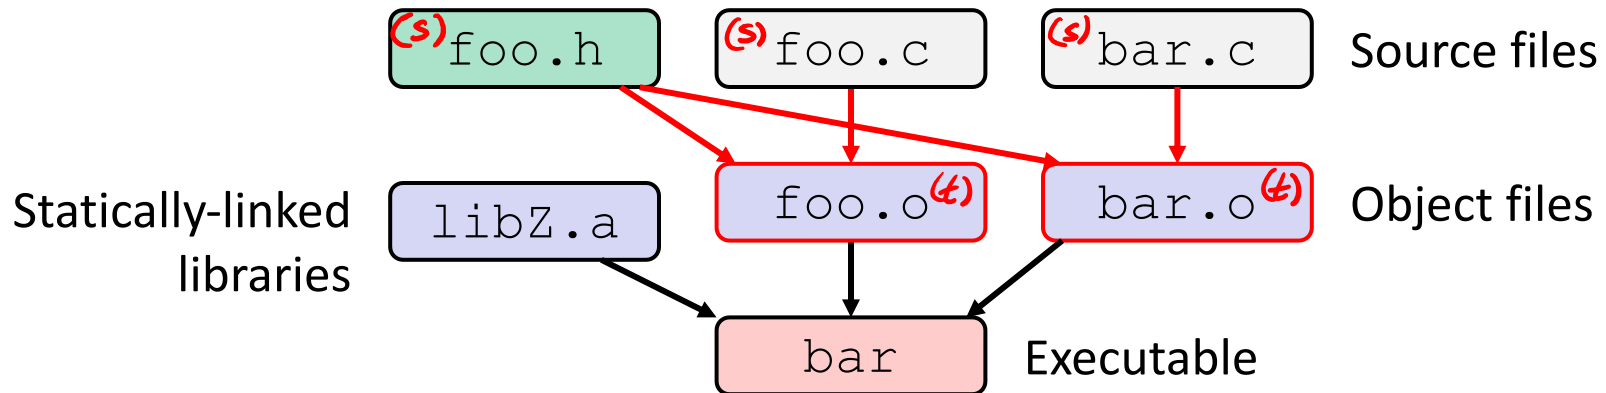 (s) foo.h (s) foo.c (s) bar.c Source files
Statically-linked
libraries
libZ.a foo.o (t) bar.o (t) Object files
bar Executable